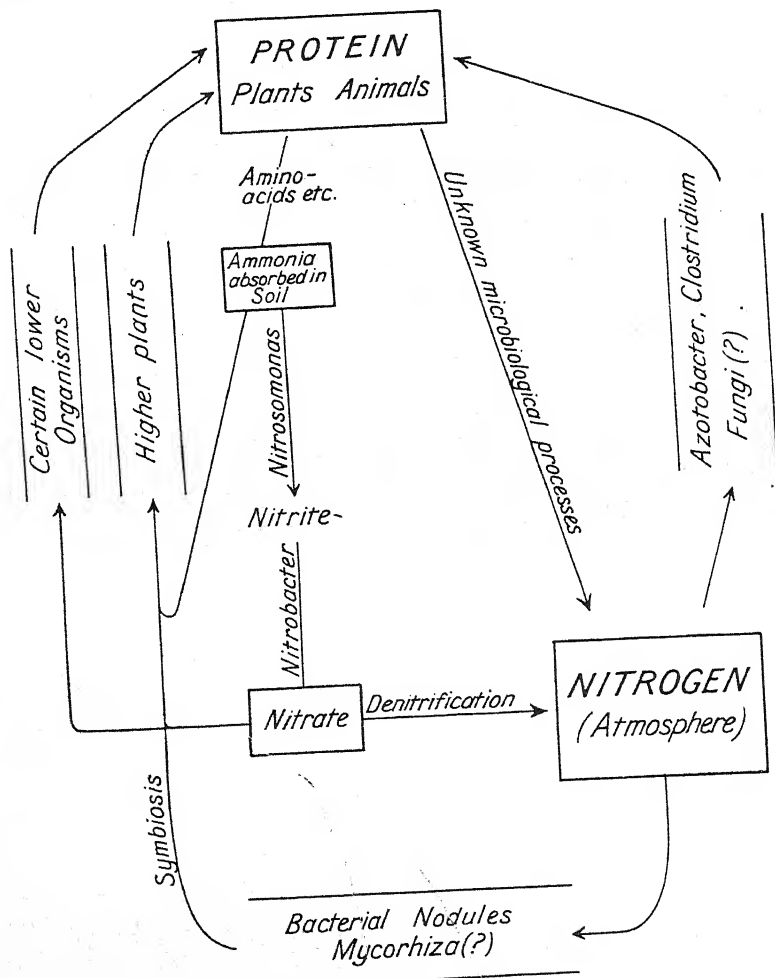 PROTEIN
Plants Animals
Amino-
acids etc.
Ammonia
absorbed in
Soil
Unknown microbiological processes
Azotobacter, Clostridium
Fungi(?) .
Certain lower
Organisms
Higher plants
Nitrosomonas
Nitrite-
Nitrobacter
Nitrate
Denitrification
NITROGEN
(Atmosphere)
Symbiosis
Bacterial Nodules
Mycorhiza(?)